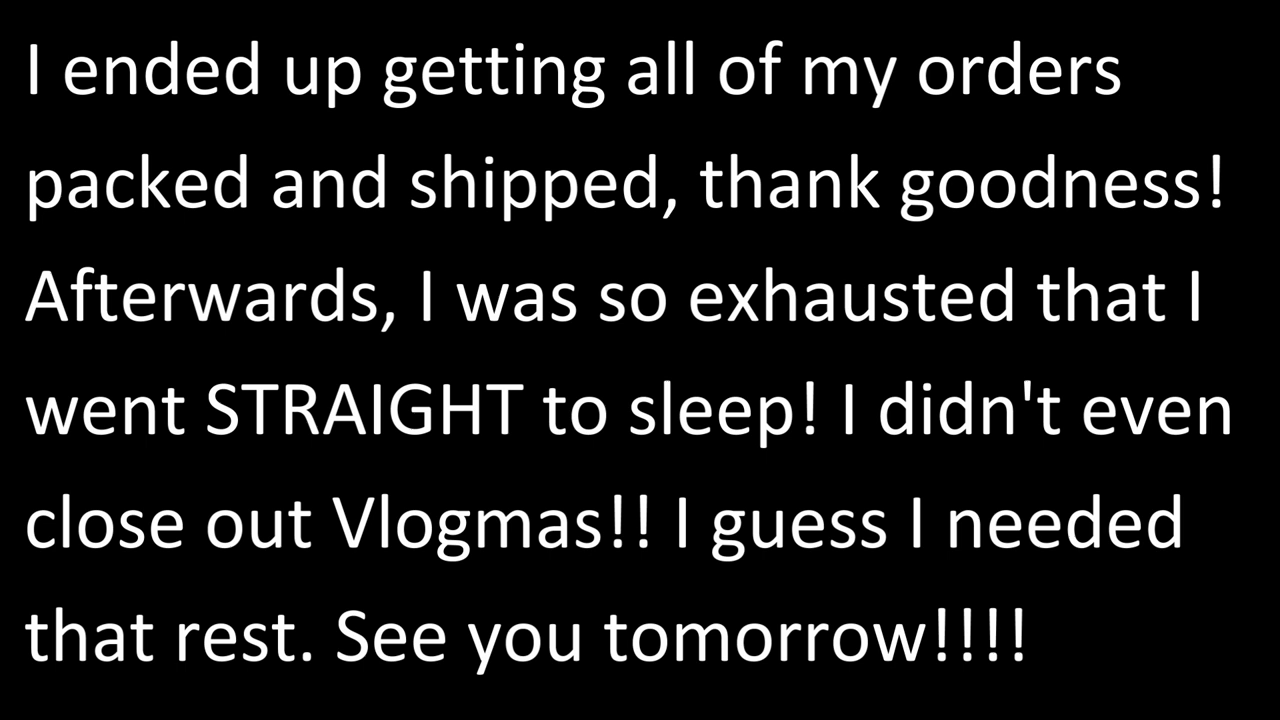 I ended up getting all of my orders
packed and shipped, thank goodness!
Afterwards, I was so exhausted that I
went STRAIGHT to sleep! I didn't even
close out Vlogmas!! I guess I needed
that rest. See you tomorrow!!!!